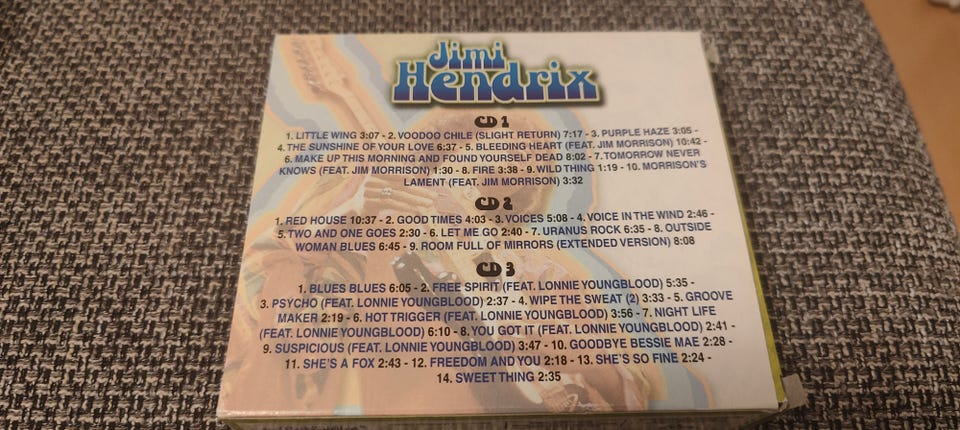 Jimi
Hendrix
CD 1
1. LITTLE WING 3:07 - 2. VOODOO CHILE (SLIGHT RETURN) 7:17 - 3. PURPLE HAZE 3:05 -
4. THE SUNSHINE OF YOUR LOVE 6:37 - 5. BLEEDING HEART (FEAT. JIM MORRISON) 10:42 -
6. MAKE UP THIS MORNING AND FOUND YOURSELF DEAD 8:02 - 7. TOMORROW NEVER
KNOWS (FEAT. JIM MORRISON) 1:30 - 8. FIRE 3:38 - 9. WILD THING 1:19 - 10. MORRISON'S
LAMENT (FEAT. JIM MORRISON) 3:32
CD 2
1. RED HOUSE 10:37 - 2. GOOD TIMES 4:03 - 3. VOICES 5:08 - 4. VOICE IN THE WIND 2:46 -
5. TWO AND ONE GOES 2:30 - 6. LET ME GO 2:40 - 7. URANUS ROCK 6:35 - 8. OUTSIDE
WOMAN BLUES 6:45 - 9. ROOM FULL OF MIRRORS (EXTENDED VERSION) 8:08
CD 3
1. BLUES BLUES 6:05 - 2. FREE SPIRIT (FEAT. LONNIE YOUNGBLOOD) 5:35 -
3. PSYCHO (FEAT. LONNIE YOUNGBLOOD) 2:37 - 4. WIPE THE SWEAT (2) 3:33 - 5. GROOVE
MAKER 2:19 - 6. HOT TRIGGER (FEAT. LONNIE YOUNGBLOOD) 3:56 - 7. NIGHT LIFE
(FEAT. LONNIE YOUNGBLOOD) 6:10 - 8. YOU GOT IT (FEAT. LONNIE YOUNGBLOOD) 2:41 -
9. SUSPICIOUS (FEAT. LONNIE YOUNGBLOOD) 3:47 - 10. GOODBYE BESSIE MAE 2:28 -
11. SHE'S A FOX 2:43 - 12. FREEDOM AND YOU 2:18 - 13. SHE'S SO FINE 2:24 -
14. SWEET THING 2:35